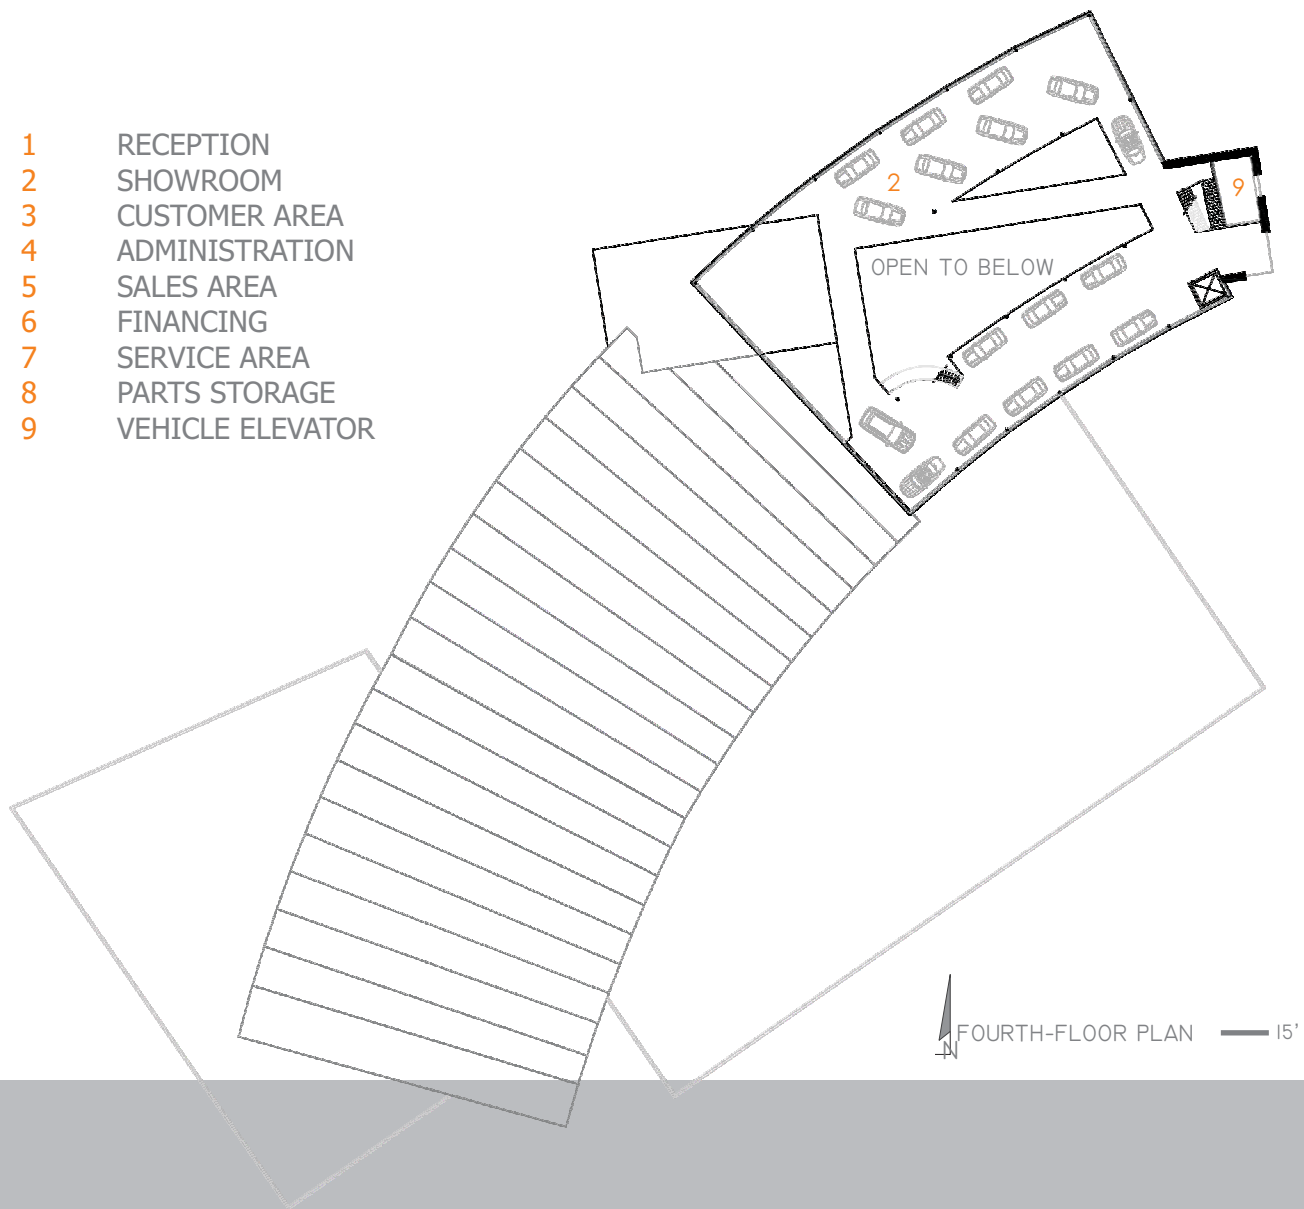 1 RECEPTION
2 SHOWROOM
3 CUSTOMER AREA
4 ADMINISTRATION
5 SALES AREA
6 FINANCING
7 SERVICE AREA
8 PARTS STORAGE
9 VEHICLE ELEVATOR
2
9
OPEN TO BELOW
N
FOURTH-FLOOR PLAN 15'